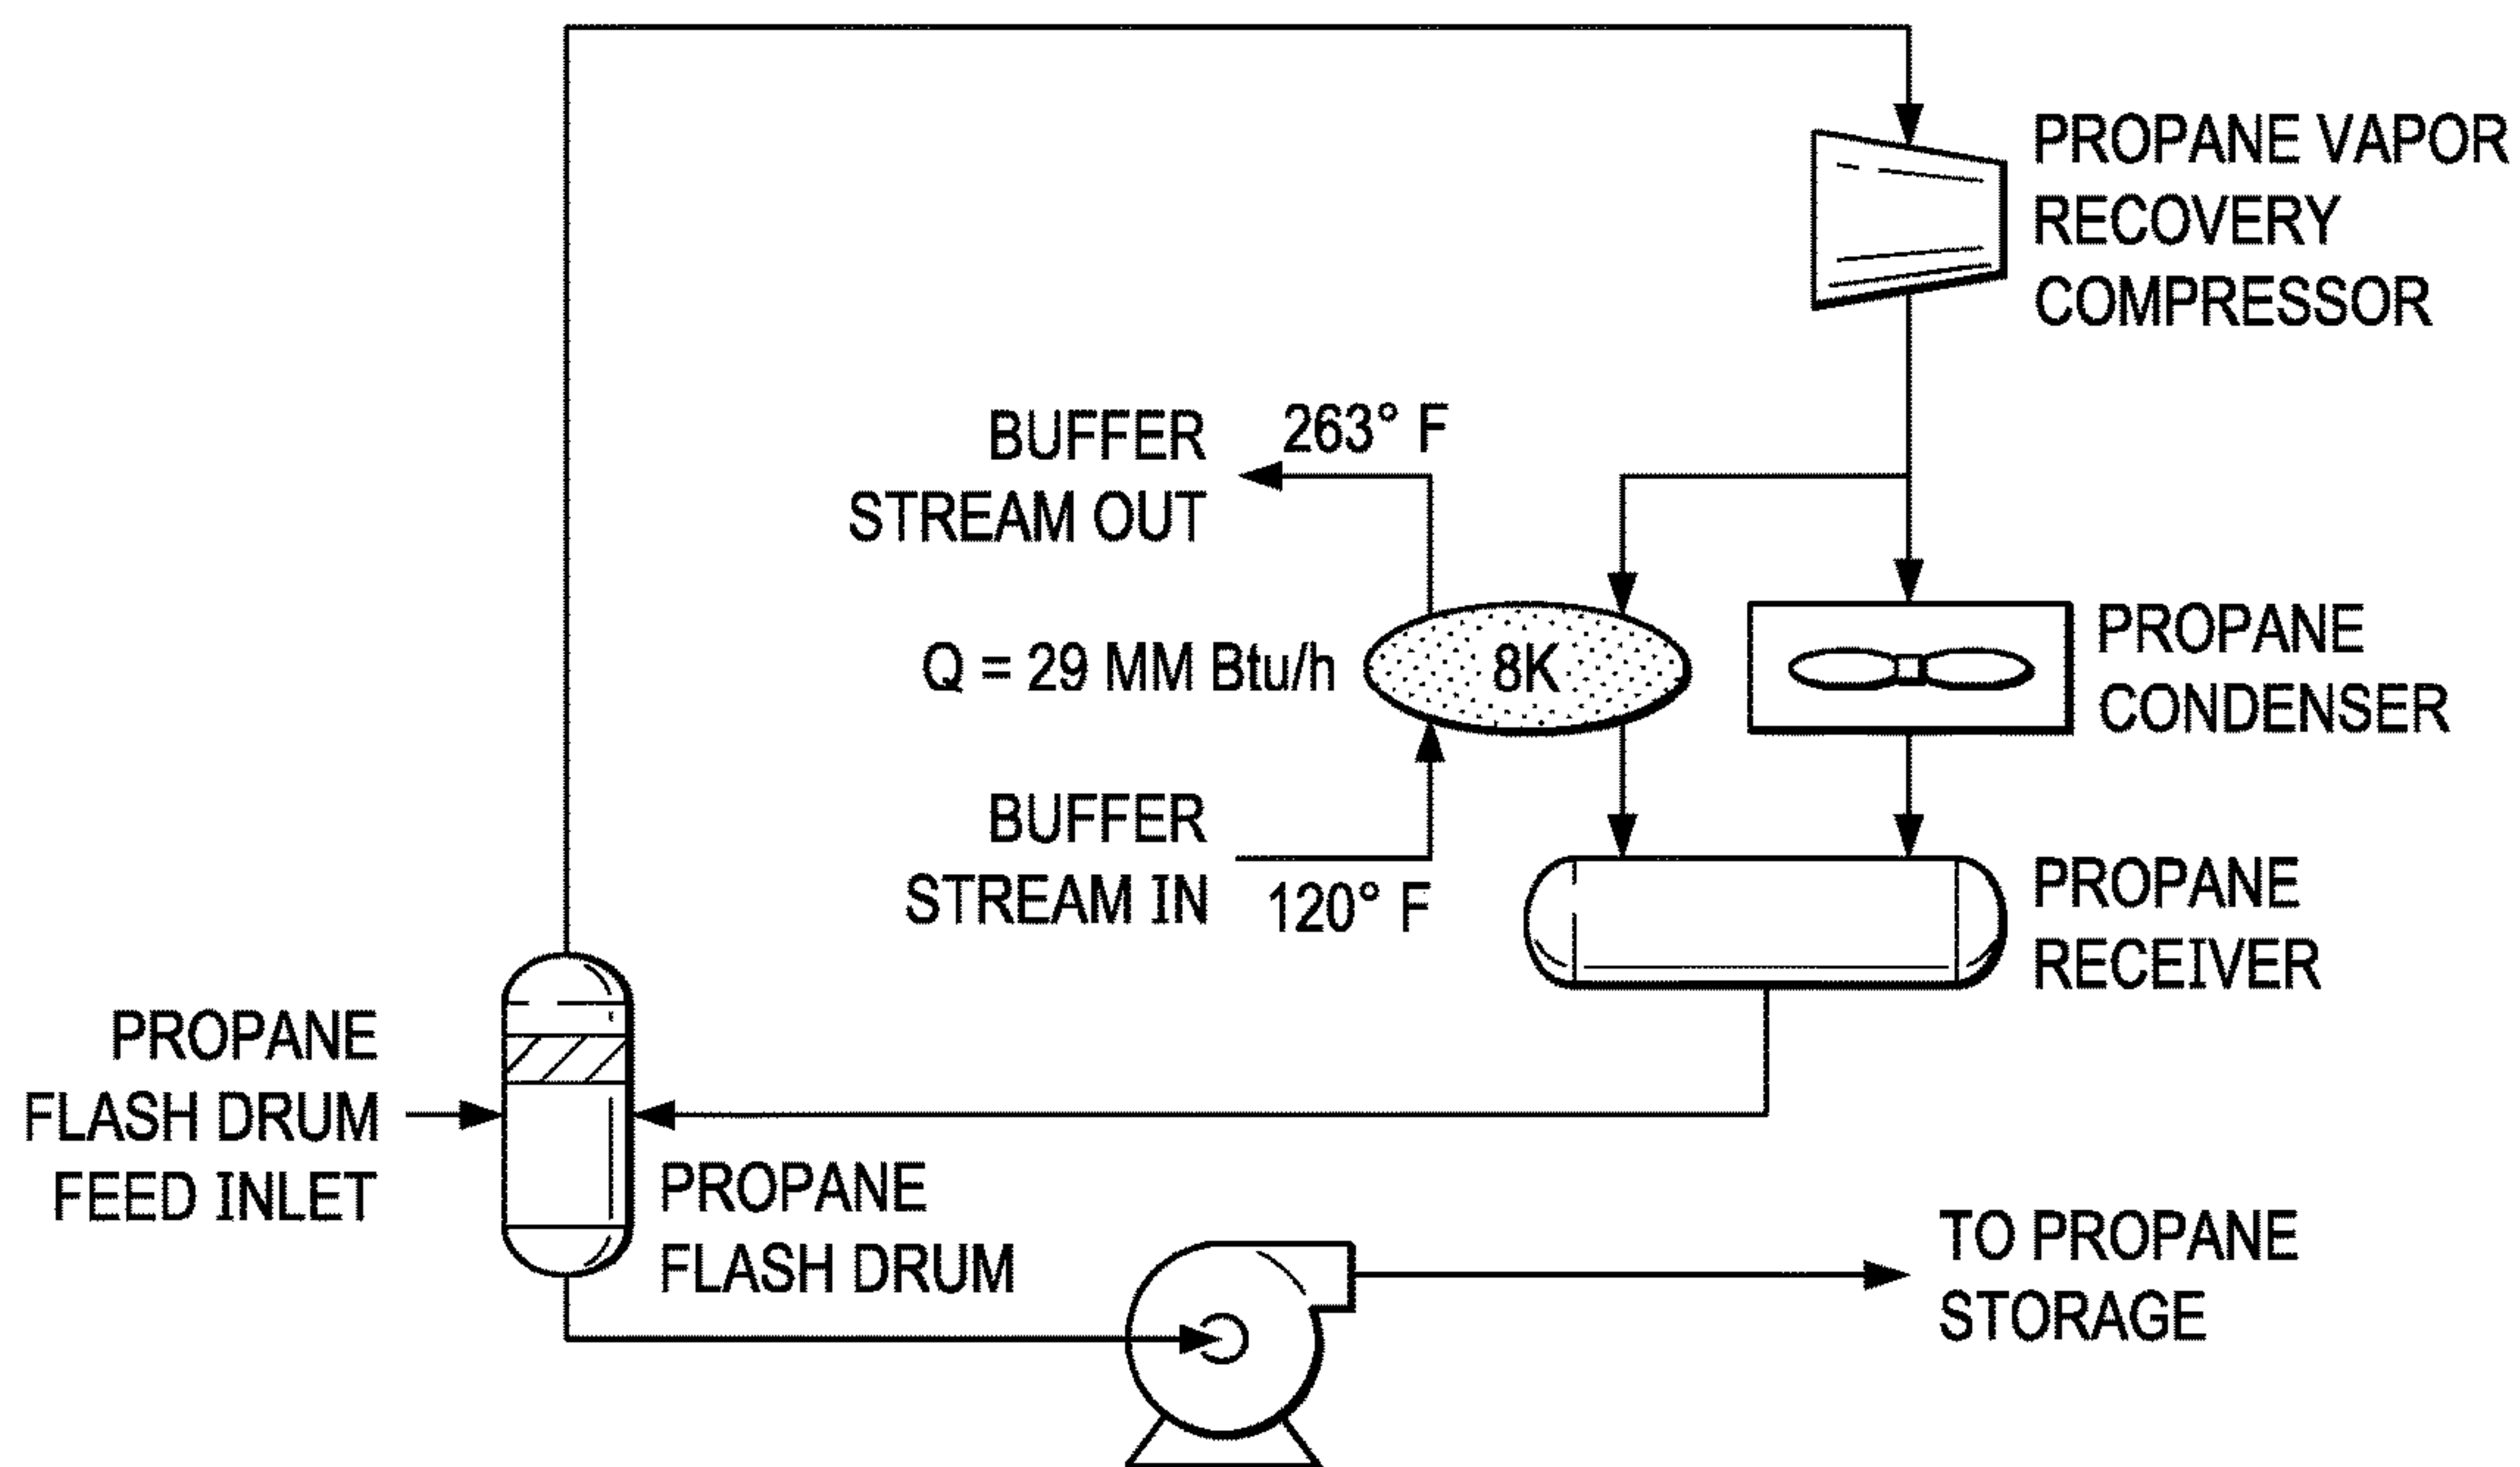 PROPANE VAPOR
RECOVERY
COMPRESSOR
BUFFER
STREAM OUT
263° F
Q = 29 MM Btu/h
8K
PROPANE
CONDENSER
BUFFER
STREAM IN
120° F
PROPANE
RECEIVER
PROPANE
FLASH DRUM
FEED INLET
PROPANE
FLASH DRUM
TO PROPANE
STORAGE